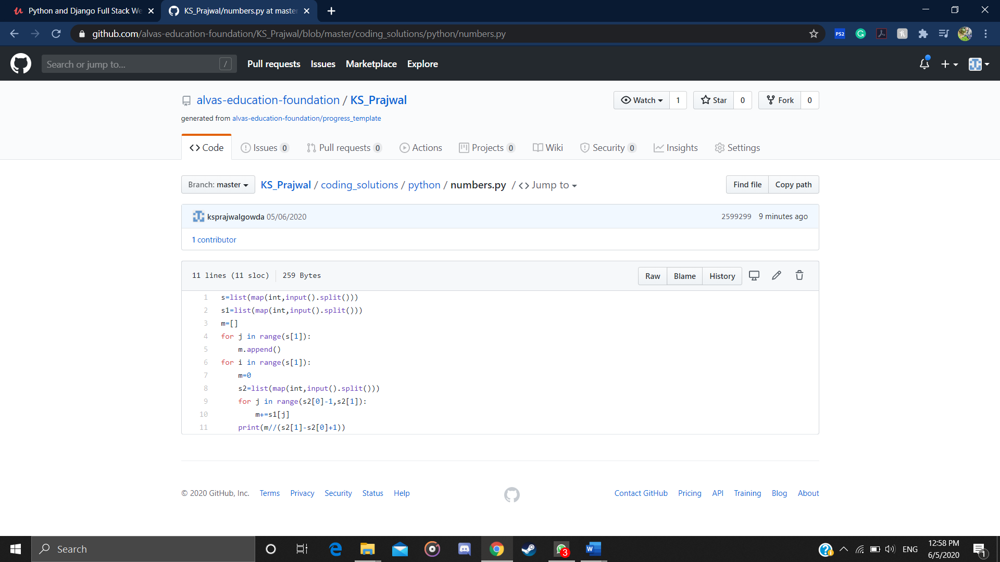 Python and Django Full Stack We
KS_Prajwal/numbers.py at master
github.com/alvas-education-foundation/KS_Prajwal/blob/master/coding_solutions/python/numbers.py
PS2
Search or jump to...
/
Pull requests
Issues
Marketplace
Explore
alvas-education-foundation / KS_Prajwal
Watch 1
Star 0
Fork 0
generated from alvas-education-foundation/progress_template
Code
Issues 0
Pull requests 0
Actions
Projects 0
Wiki
Security 0
Insights
Settings
Branch: master
KS_Prajwal / coding_solutions / python / numbers.py / <> Jump to
Find file
Copy path
ksprajwalgowda 05/06/2020
2599299 9 minutes ago
1 contributor
11 lines (11 sloc) 259 Bytes
Raw
Blame
History
1 s=list(map(int,input().split()))
2 s1=list(map(int,input().split()))
3 m=[]
4 for j in range(s[1]):
5     m.append()
6 for i in range(s[1]):
7     m=0
8     s2=list(map(int,input().split()))
9     for j in range(s2[0]-1,s2[1]):
10         m+=s1[j]
11     print(m//(s2[1]-s2[0]+1))
© 2020 GitHub, Inc.
Terms
Privacy
Security
Status
Help
Contact GitHub
Pricing
API
Training
Blog
About
Search
3
ENG
12:58 PM
6/5/2020
1